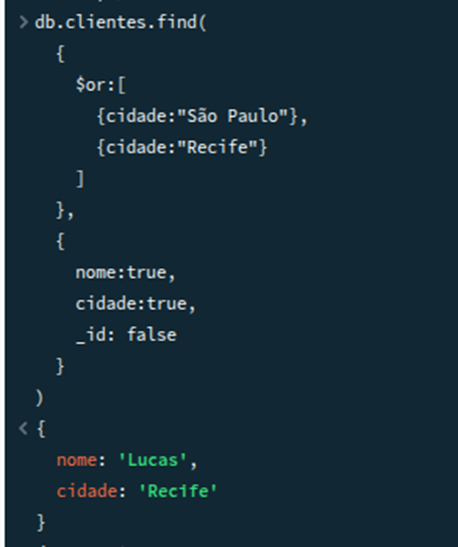 > db.clientes.find(
{
$or:[
{cidade:"São Paulo"},
{cidade:"Recife"}
]
},
{
nome:true,
cidade:true,
_id: false
}
)
< {
nome: 'Lucas',
cidade: 'Recife'
}